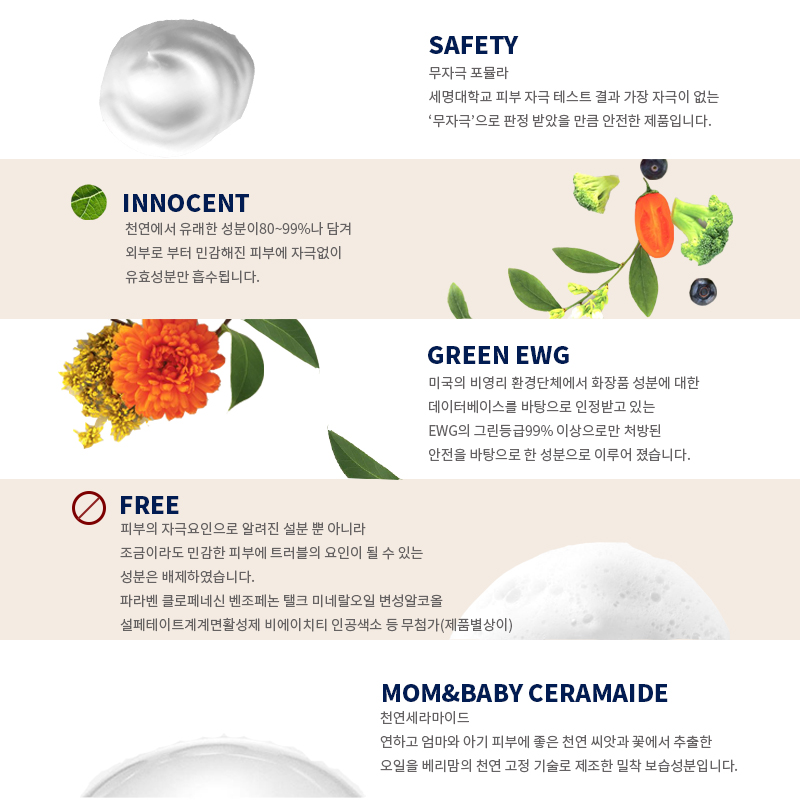 SAFETY
무자극 포뮬라
세명대학교 피부 자극 테스트 결과 가장 자극이 없는
‘무자극’으로 판정 받았을 만큼 안전한 제품입니다.
INNOCENT
천연에서 유래한 성분이80~99%나 담겨
외부로 부터 민감해진 피부에 자극없이
유효성분만 흡수됩니다.
GREEN EWG
미국의 비영리 환경단체에서 화장품 성분에 대한
데이터베이스를 바탕으로 인정받고 있는
EWG의 그린등급99% 이상으로만 처방된
안전을 바탕으로 한 성분으로 이루어 졌습니다.
FREE
피부의 자극요인으로 알려진 설분 뿐 아니라
조금이라도 민감한 피부에 트러블의 요인이 될 수 있는
성분은 배제하였습니다.
파라벤 클로페네신 벤조페논 탤크 미네랄오일 변성알코올
설페테이트계계면활성제 비에이치티 인공색소 등 무첨가(제품별상이)
MOM&BABY CERAMAIDE
천연세라마이드
연하고 엄마와 아기 피부에 좋은 천연 씨앗과 꽃에서 추출한
오일을 베리맘의 천연 고정 기술로 제조한 밀착 보습성분입니다.